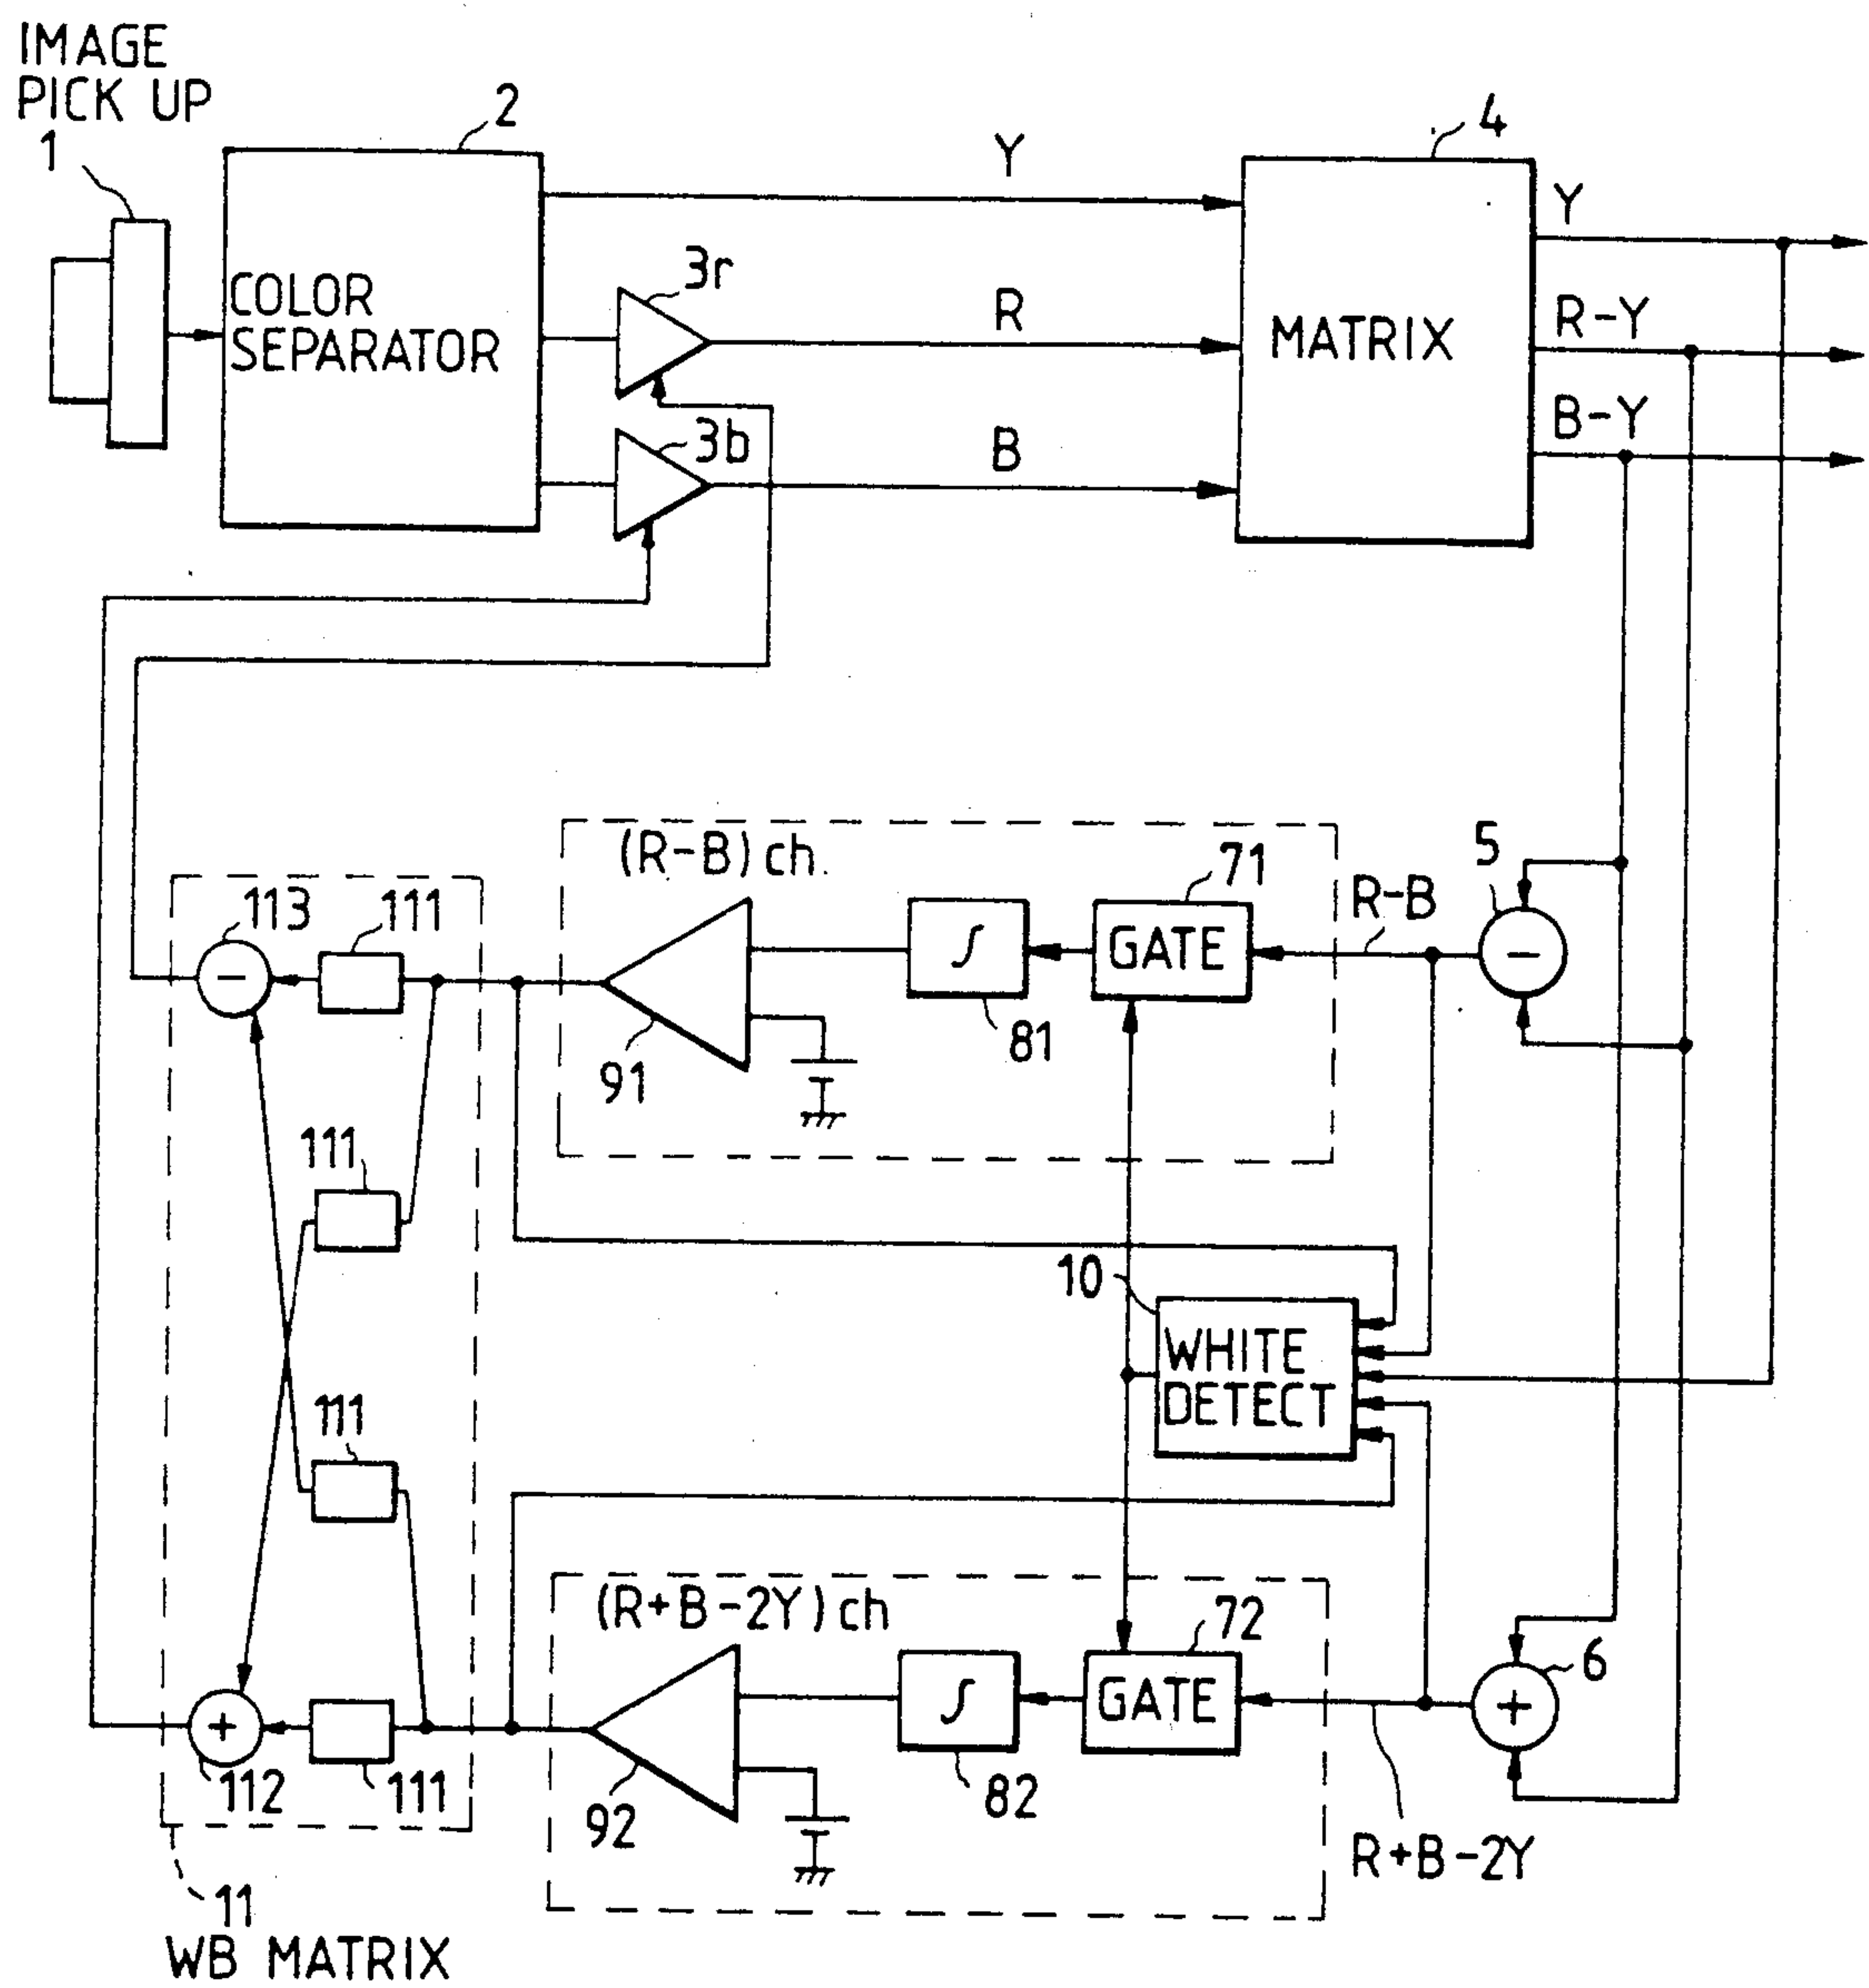 IMAGE
PICK UP
1
2
4
Y
Y
3r
R
R-Y
COLOR
SEPARATOR
MATRIX
3b
B
B-Y
(R-B) ch.
71
5
R-B
113
111
∫
GATE
−
−
81
91
111
10
WHITE
DETECT
111
(R+B-2Y) ch
72
6
∫
GATE
+
+
112
111
92
82
R+B-2Y
11
WB MATRIX